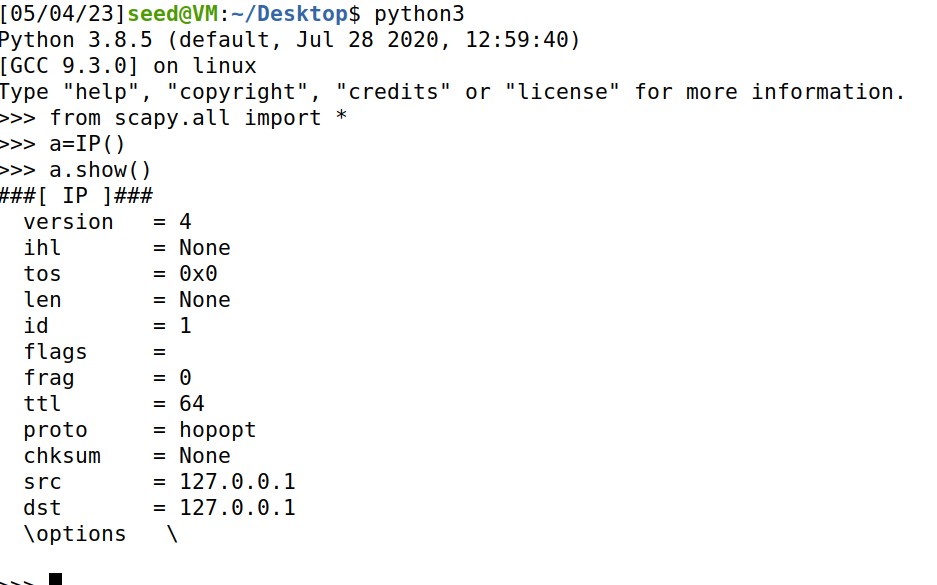 [05/04/23]seed@VM:~/Desktop$ python3
Python 3.8.5 (default, Jul 28 2020, 12:59:40)
[GCC 9.3.0] on linux
Type "help", "copyright", "credits" or "license" for more information.
>>> from scapy.all import *
>>> a=IP()
>>> a.show()
###[ IP ]###
  version   = 4
  ihl       = None
  tos       = 0x0
  len       = None
  id        = 1
  flags     =
  frag      = 0
  ttl       = 64
  proto     = hopopt
  chksum    = None
  src       = 127.0.0.1
  dst       = 127.0.0.1
  \options   \
>>>